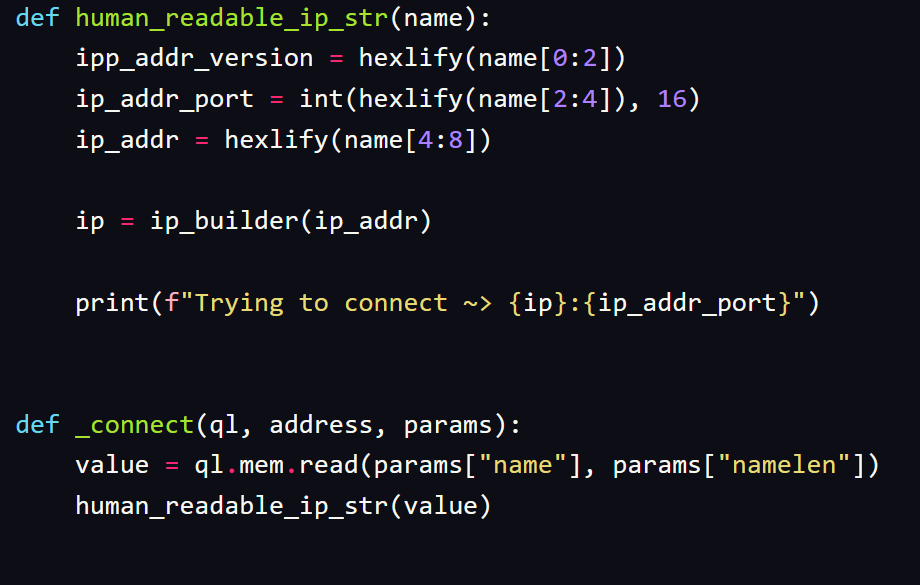 def human_readable_ip_str(name):
    ipp_addr_version = hexlify(name[0:2])
    ip_addr_port = int(hexlify(name[2:4]), 16)
    ip_addr = hexlify(name[4:8])
    ip = ip_builder(ip_addr)
    print(f"Trying to connect ~> {ip}:{ip_addr_port}")
def _connect(ql, address, params):
    value = ql.mem.read(params["name"], params["namelen"])
    human_readable_ip_str(value)